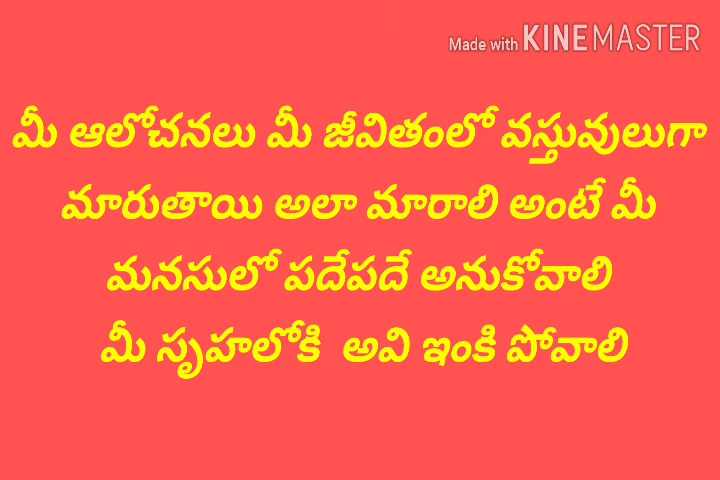 Made with KINEMASTER
మీ ఆలోచనలు మీ జీవితంలో వస్తువులుగా
మారుతాయి అలా మారాలి అంటే మీ
మనసులో పదేపదే అనుకోవాలి
మీ సృహలోకి అవి ఇంకి పోవాలి